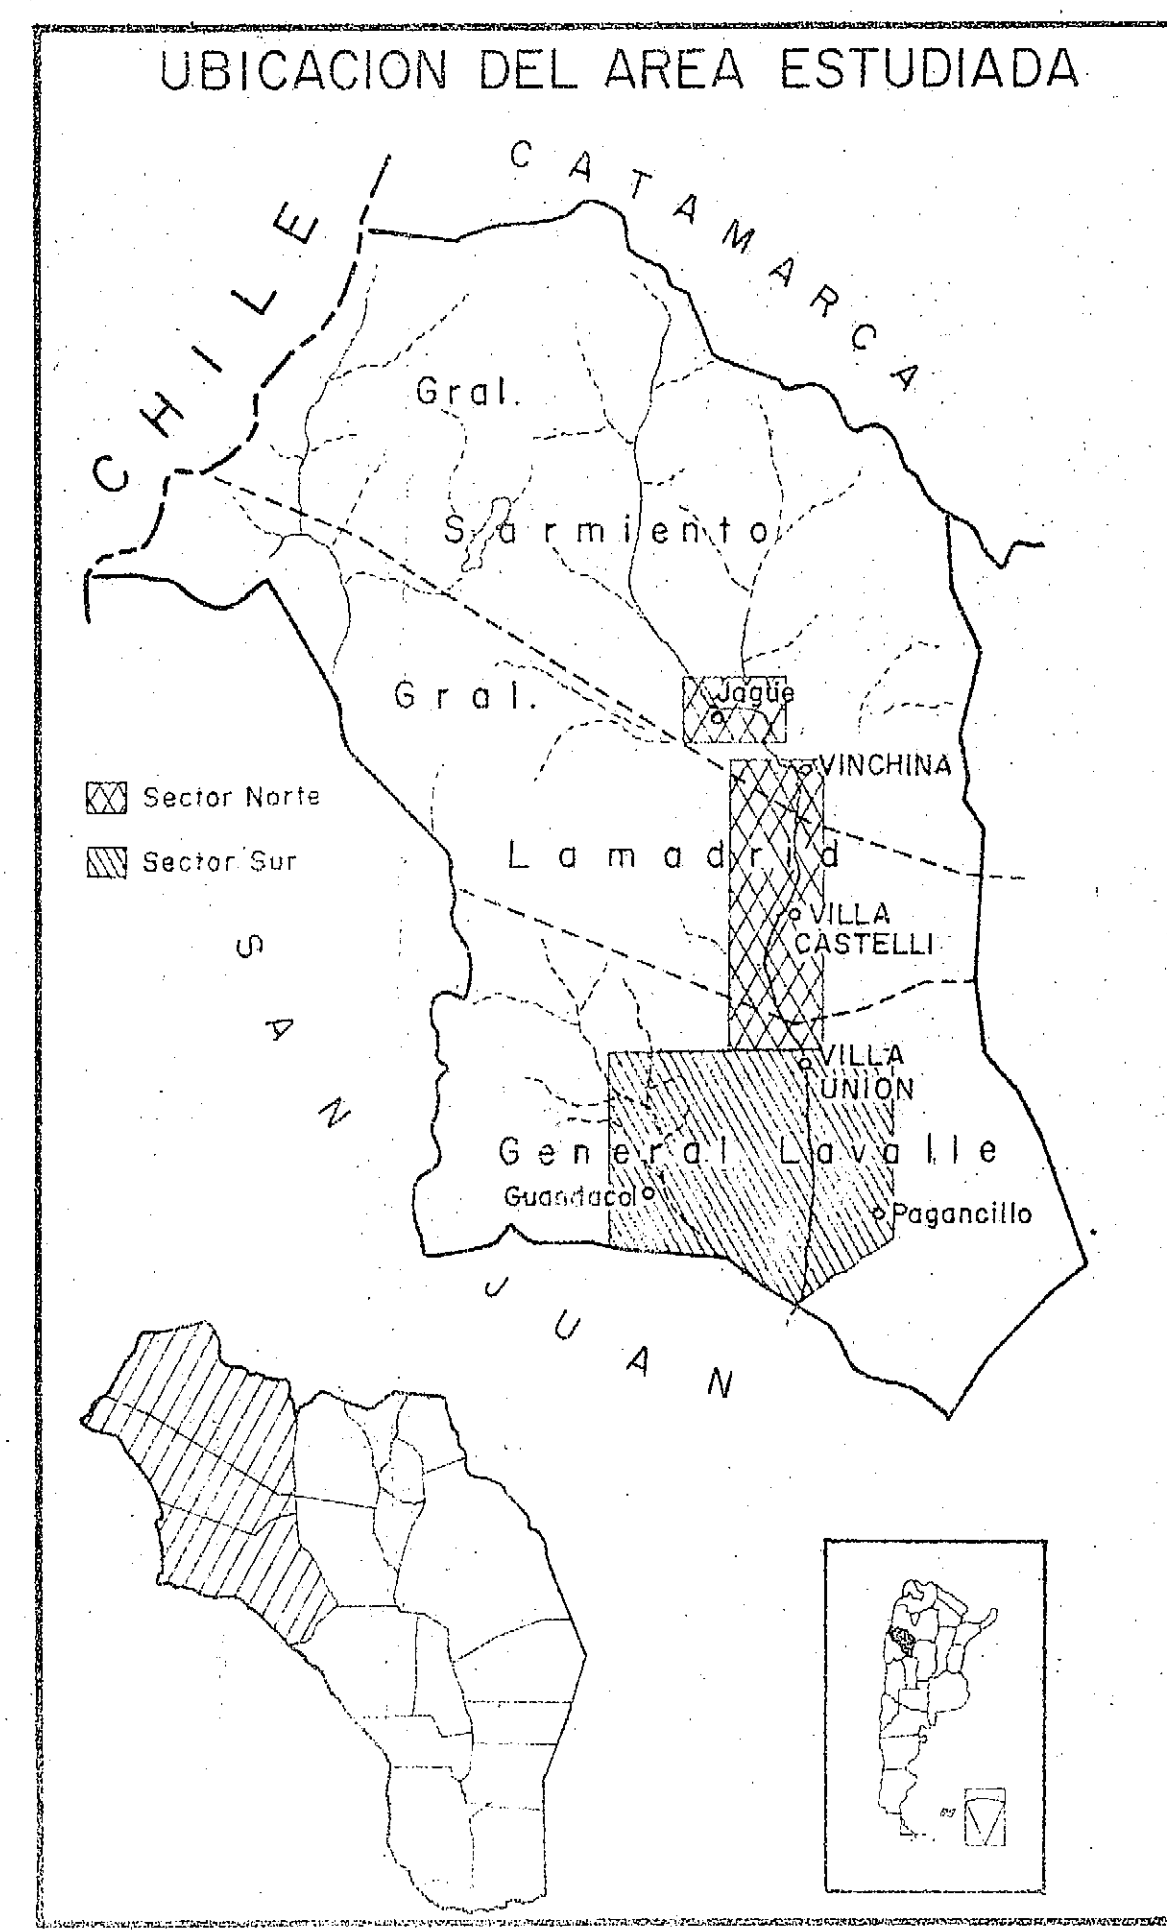 UBICACION DEL AREA ESTUDIADA
CATAMARCA
CHILE
Gral.
Sarmiento
Gral.
Jagüe
VINCHINA
Sector Norte
Lamadrid
Sector Sur
VILLA
CASTELLI
SAN
VILLA
UNION
General Lavalle
Guandacol
Pagancillo
JUAN